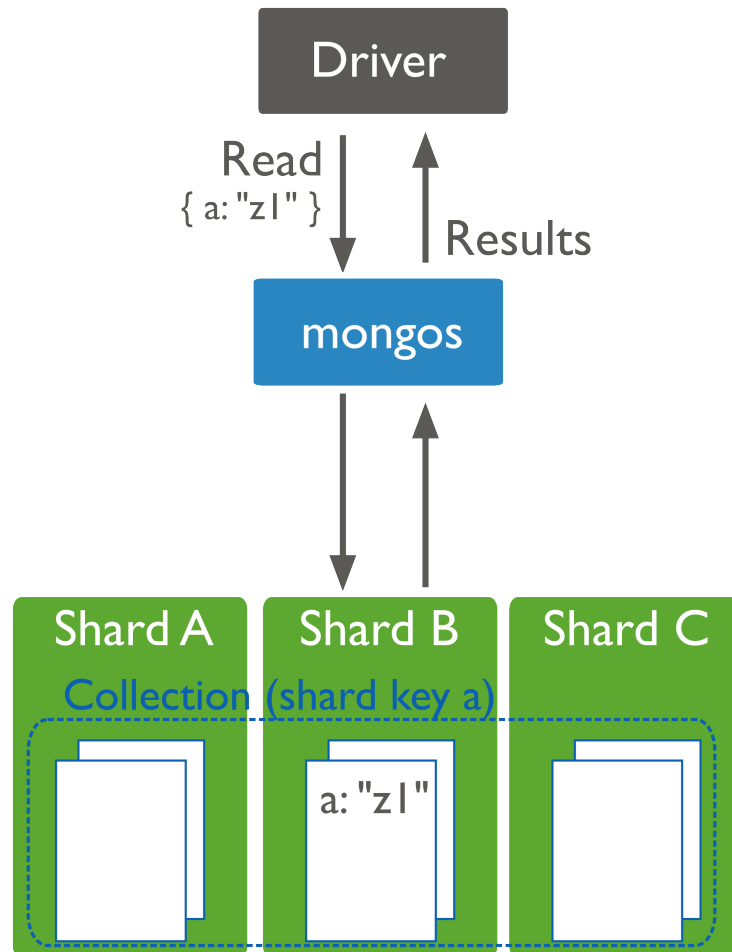 Driver
Read
{ a: "z1" }
Results
mongos
Shard A
Shard B
Shard C
Collection (shard key a)
a: "z1"